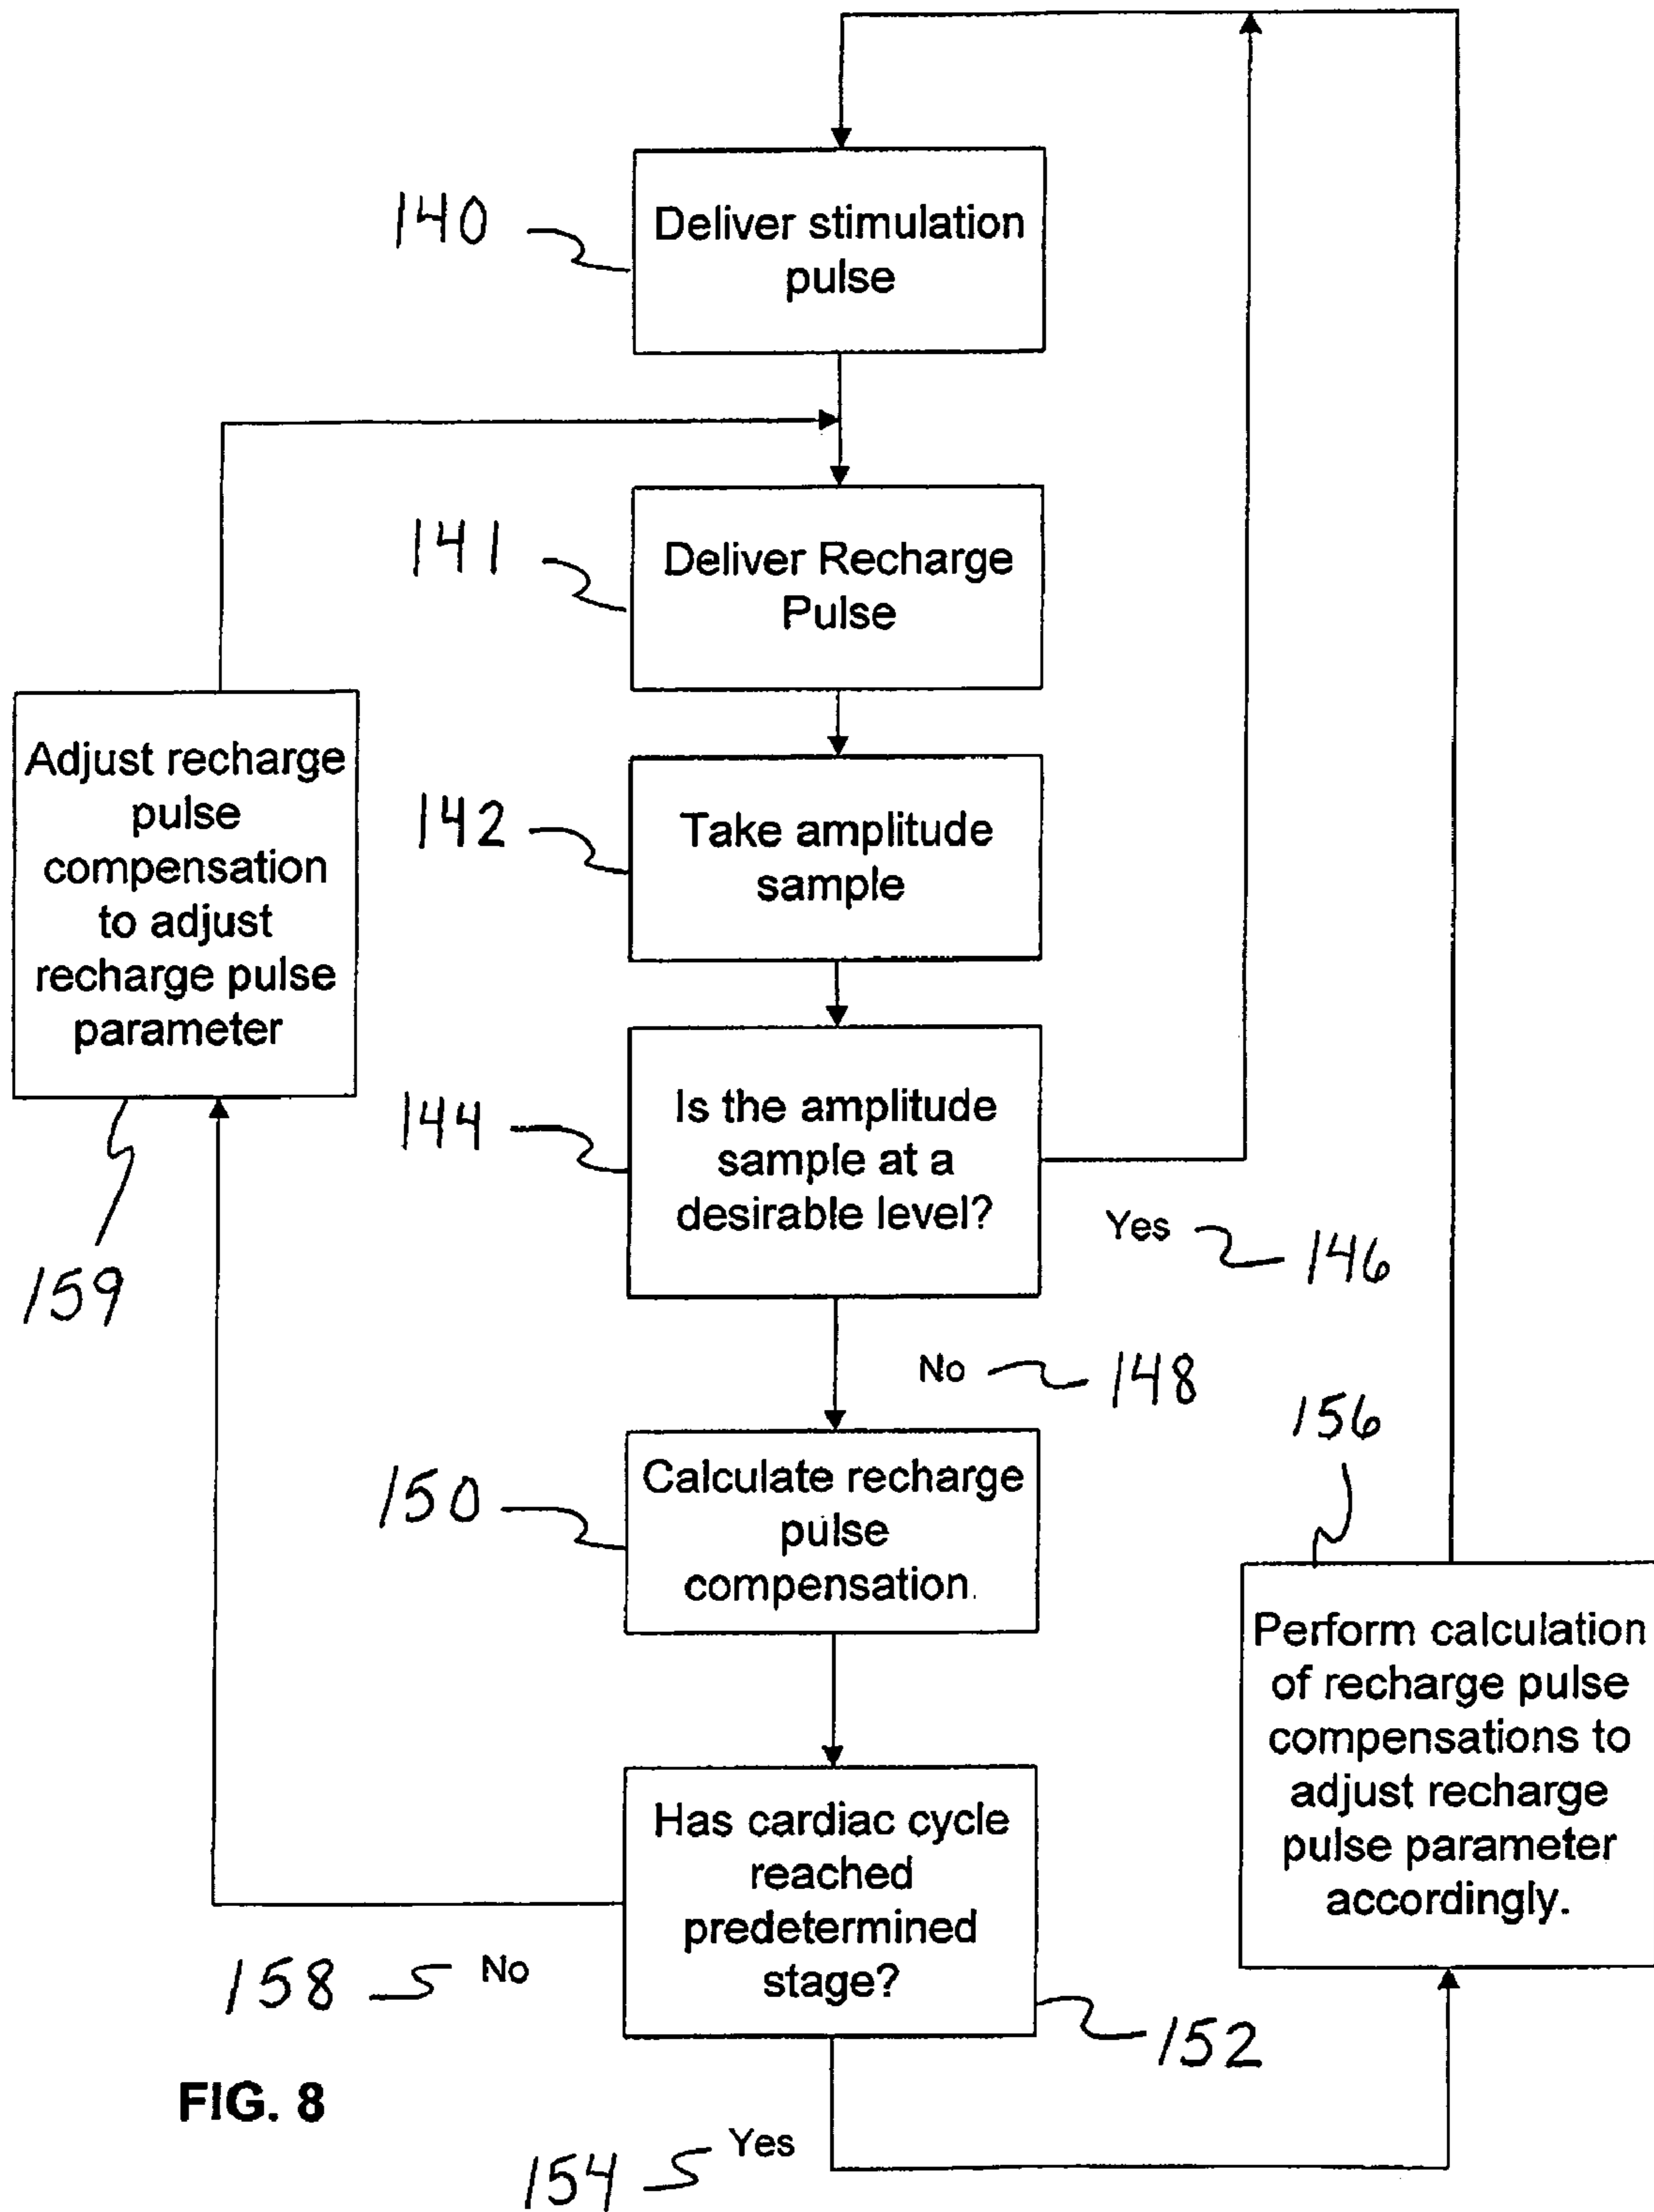 140
Deliver stimulation
pulse
141
Deliver Recharge
Pulse
Adjust recharge
pulse
compensation
to adjust
recharge pulse
parameter
159
142
Take amplitude
sample
144
Is the amplitude
sample at a
desirable level?
Yes
146
No
148
150
Calculate recharge
pulse
compensation.
156
Perform calculation
of recharge pulse
compensations to
adjust recharge
pulse parameter
accordingly.
Has cardiac cycle
reached
predetermined
stage?
152
158
No
154
Yes
FIG. 8